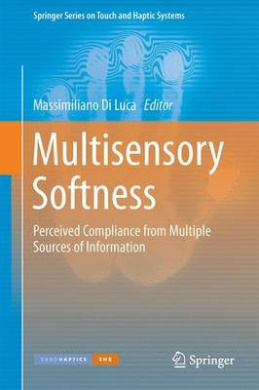 Springer Series on Touch and Haptic Systems
Massimiliano Di Luca Editor
Multisensory
Softness
Perceived Compliance from Multiple
Sources of Information
EUROHAPTICS SHS
Springer